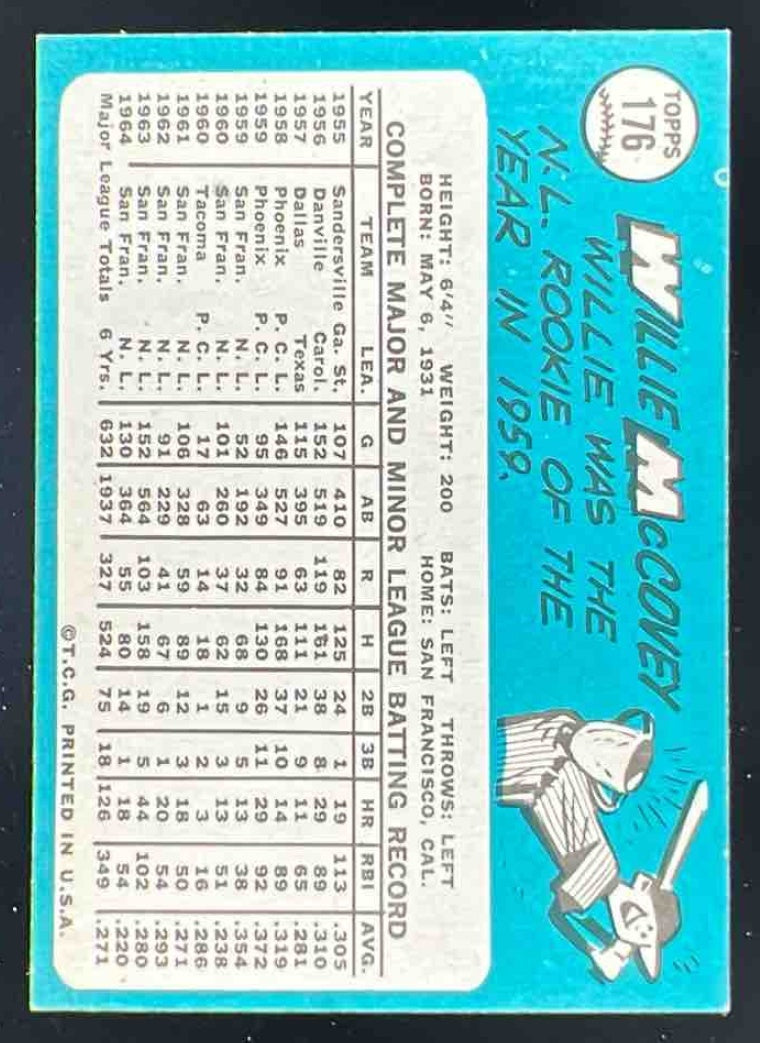 TOPPS
176
WILLIE McCOVEY
WILLIE WAS THE
N.L. ROOKIE OF THE
YEAR IN 1959.
HEIGHT: 6'4" WEIGHT: 200 BATS: LEFT THROWS: LEFT
BORN: MAY 6, 1931 HOME: SAN FRANCISCO, CAL.
COMPLETE MAJOR AND MINOR LEAGUE BATTING RECORD
YEAR TEAM LEA. G AB R H 2B 3B HR RBI AVG.
1955 Sandersville Ga. St. 107 410 82 125 24 1 19 113 .305
1956 Danville Carol. 152 519 119 161 38 8 29 89 .310
1957 Dallas Texas 115 395 63 111 21 9 11 65 .281
1958 Phoenix P. C. L. 146 527 91 168 37 10 14 89 .319
1959 Phoenix P. C. L. 95 349 84 130 26 11 29 92 .372
1959 San Fran. N. L. 52 192 32 68 9 5 13 38 .354
1960 San Fran. N. L. 101 260 37 62 15 3 13 51 .238
1960 Tacoma P. C. L. 17 63 14 18 1 2 3 16 .286
1961 San Fran. N. L. 106 328 59 89 12 3 18 50 .271
1962 San Fran. N. L. 91 229 41 67 6 1 20 54 .293
1963 San Fran. N. L. 152 564 103 158 19 5 44 102 .280
1964 San Fran. N. L. 130 364 55 80 14 1 18 54 .220
Major League Totals 6 Yrs. 632 1937 327 524 75 18 126 349 .271
©T.C.G. PRINTED IN U.S.A.